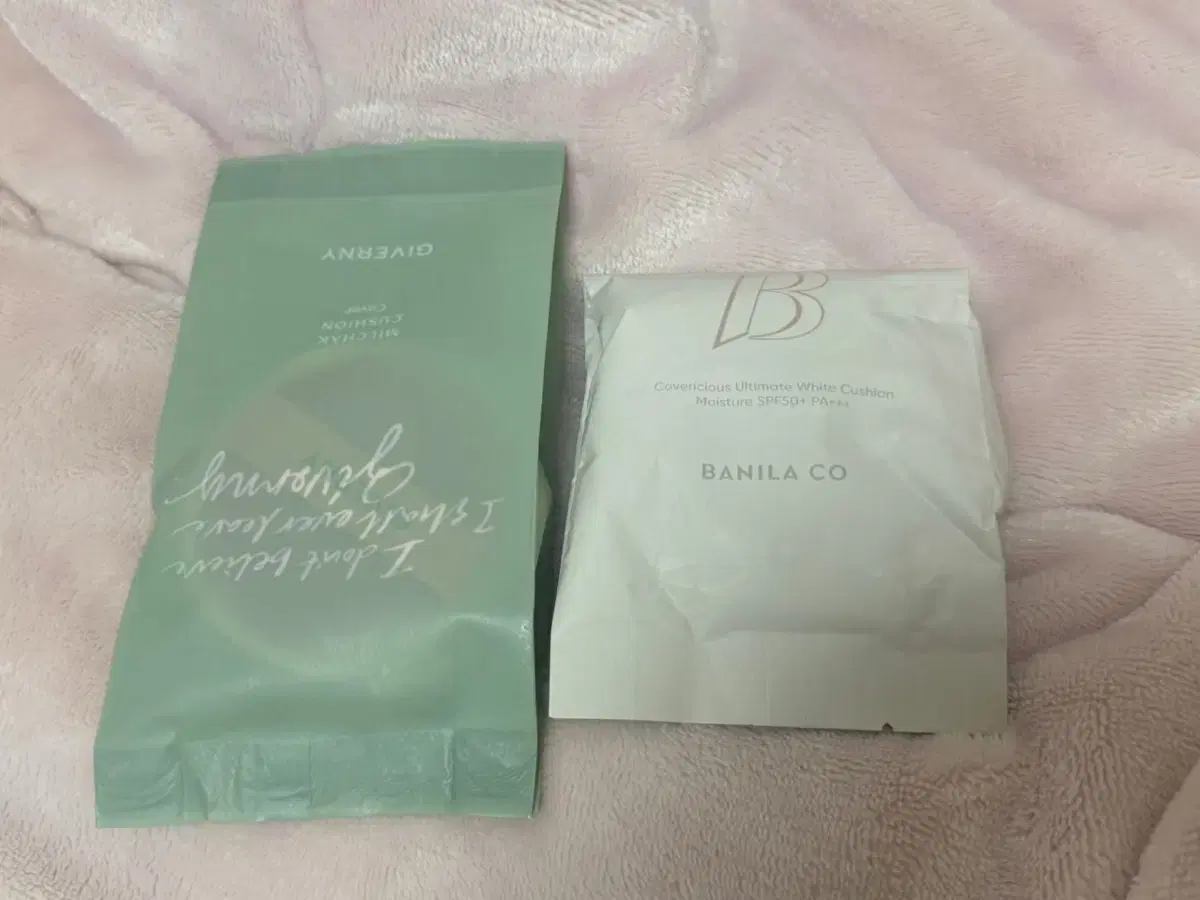 GIVERNY
MILCHAK
CUSHION
Cover
I don't believe
I shall ever leave
Giverny
B
Covericious Ultimate White Cushion
Moisture SPF50+ PA+++
BANILA CO